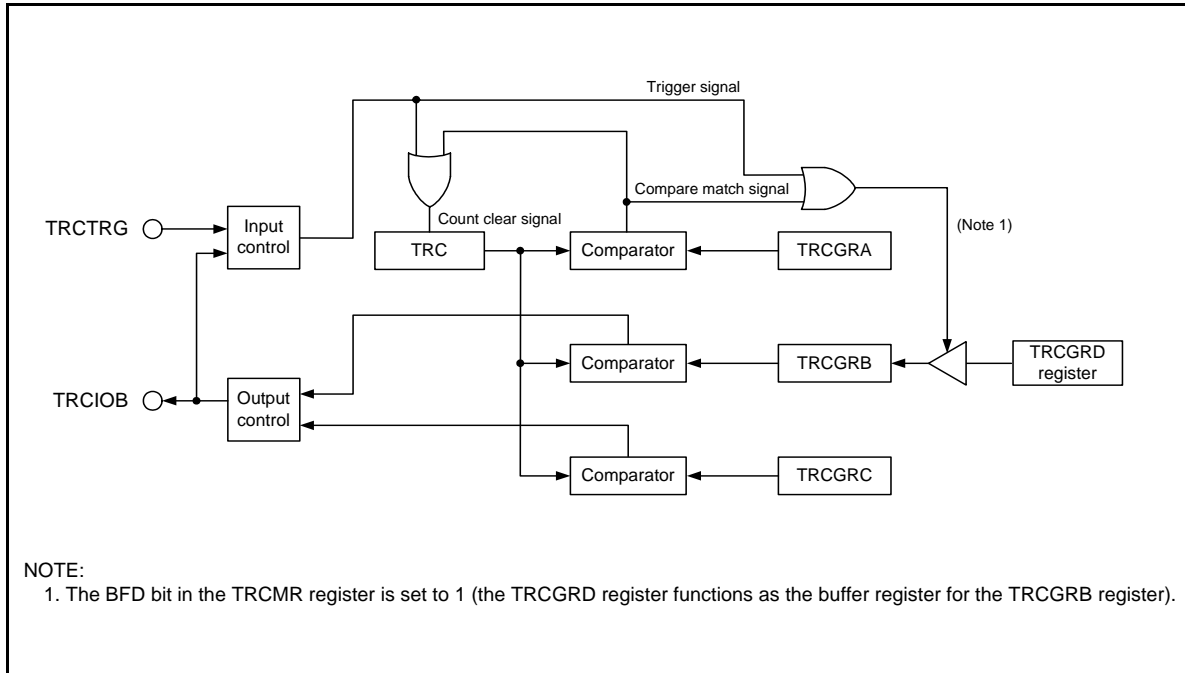 Trigger signal
Compare match signal
TRCTRG
Input
control
Count clear signal
(Note 1)
TRC
Comparator
TRCGRA
Comparator
TRCGRB
TRCGRD
register
TRCIOB
Output
control
Comparator
TRCGRC
NOTE:
1. The BFD bit in the TRCMR register is set to 1 (the TRCGRD register functions as the buffer register for the TRCGRB register).